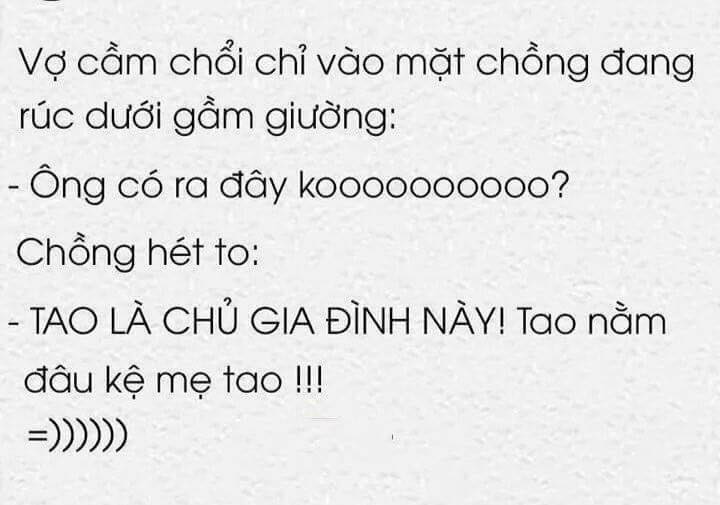 Vợ cầm chổi chỉ vào mặt chồng đang
rúc dưới gầm giường:
- Ông có ra đây koooooooooo?
Chồng hét to:
- TAO LÀ CHỦ GIA ĐÌNH NÀY! Tao nằm
đâu kệ mẹ tao !!!
=))))))